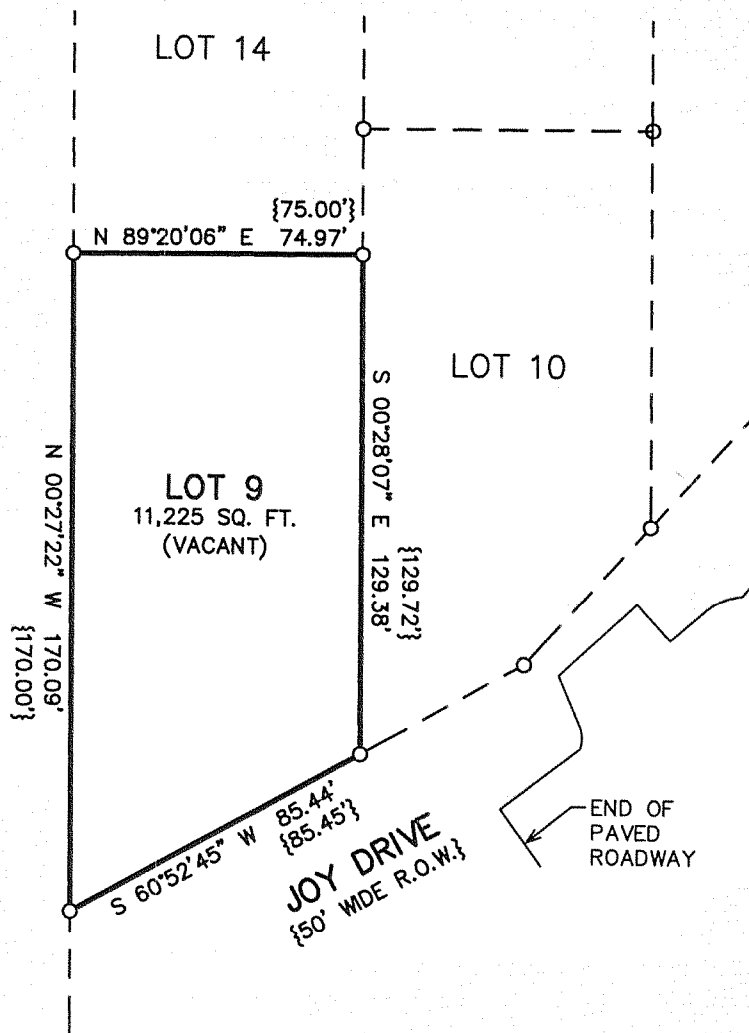 LOT 14
{75.00'}
N 89°20'06" E 74.97'
LOT 10
S 00°28'07" E 129.38'
{129.72'}
LOT 9
11,225 SQ. FT.
(VACANT)
N 00°27'22" W 170.09'
{170.00'}
S 60°52'45" W 85.44'
{85.45'}
JOY DRIVE
{50' WIDE R.O.W.}
END OF
PAVED
ROADWAY